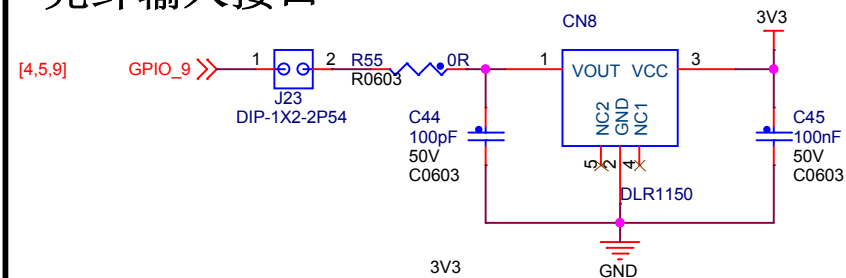 CN8
3V3
[4,5,9] GPIO_9 1 2 R55 0R 1 VOUT VCC 3
R0603
J23
DIP-1X2-2P54
C44
100pF
50V
C0603
NC2
GND
NC1
5 2 4
DLR1150
C45
100nF
50V
C0603
3V3
GND